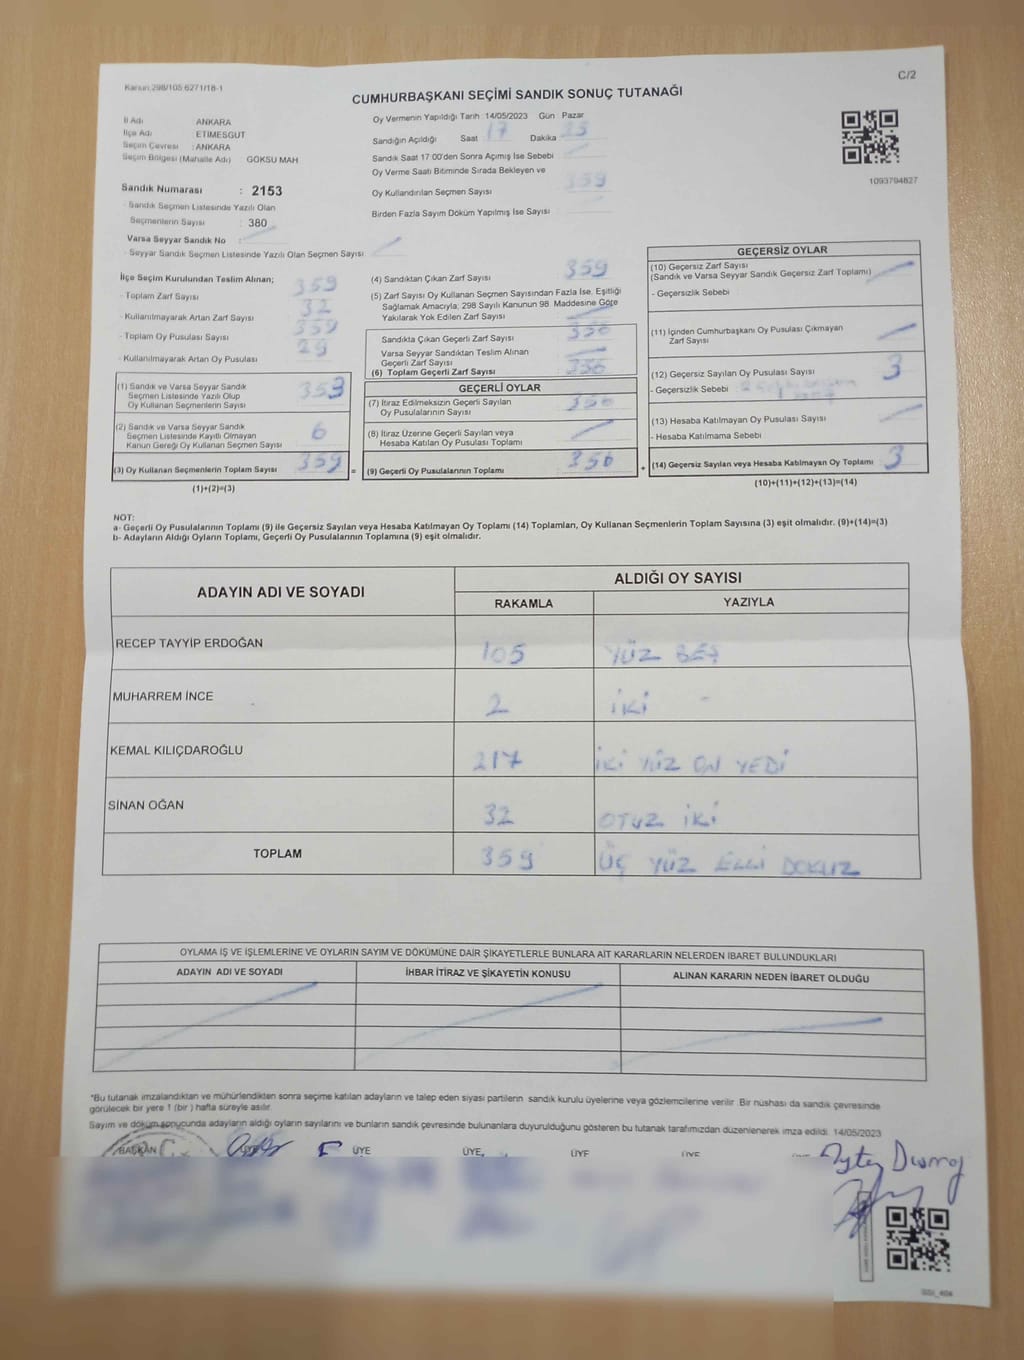 C/2
Kanun:298/105:6271/18-1
CUMHURBAŞKANI SEÇİMİ SANDIK SONUÇ TUTANAĞI
İl Adı : ANKARA
İlçe Adı : ETİMESGUT
Seçim Çevresi : ANKARA
Seçim Bölgesi (Mahalle Adı) GÖKSU MAH
Sandık Numarası : 2153
- Sandık Seçmen Listesinde Yazılı Olan
Seçmenlerin Sayısı : 380
Varsa Seyyar Sandık No :
- Seyyar Sandık Seçmen Listesinde Yazılı Olan Seçmen Sayısı :
Oy Vermenin Yapıldığı Tarih 14/05/2023 Gün Pazar
Sandığın Açıldığı Saat 17 Dakika
Sandık Saat 17:00'den Sonra Açımış İse Sebebi
Oy Verme Saati Bitiminde Sırada Bekleyen ve
Oy Kullandırılan Seçmen Sayısı 359
Birden Fazla Sayım Döküm Yapılmış İse Sayısı
1093794827
İlçe Seçim Kurulundan Teslim Alınan;
- Toplam Zarf Sayısı 359
- Kullanılmayarak Artan Zarf Sayısı 32
- Toplam Oy Pusulası Sayısı 359
- Kullanılmayarak Artan Oy Pusulası 29
(1) Sandık ve Varsa Seyyar Sandık
Seçmen Listesinde Yazılı Olup
Oy Kullanan Seçmenlerin Sayısı 353
(2) Sandık ve Varsa Seyyar Sandık
Seçmen Listesinde Kayıtlı Olmayan
Kanun Gereği Oy Kullanan Seçmen Sayısı 6
(3) Oy Kullanan Seçmenlerin Toplam Sayısı 359 =
(1)+(2)=(3)
(4) Sandıktan Çıkan Zarf Sayısı 359
(5) Zarf Sayısı Oy Kullanan Seçmen Sayısından Fazla İse, Eşitliği
Sağlamak Amacıyla; 298 Sayılı Kanunun 98. Maddesine Göre
Yakılarak Yok Edilen Zarf Sayısı
Sandıkta Çıkan Geçerli Zarf Sayısı 356
Varsa Seyyar Sandıktan Teslim Alınan
Geçerli Zarf Sayısı
(6) Toplam Geçerli Zarf Sayısı 356
GEÇERLİ OYLAR
(7) İtiraz Edilmeksizin Geçerli Sayılan
Oy Pusulalarının Sayısı 356
(8) İtiraz Üzerine Geçerli Sayılan veya
Hesaba Katılan Oy Pusulası Toplamı
(9) Geçerli Oy Pusulalarının Toplamı 356 +
GEÇERSİZ OYLAR
(10) Geçersiz Zarf Sayısı
(Sandık ve Varsa Seyyar Sandık Geçersiz Zarf Toplamı)
- Geçersizlik Sebebi :
(11) İçinden Cumhurbaşkanı Oy Pusulası Çıkmayan
Zarf Sayısı
(12) Geçersiz Sayılan Oy Pusulası Sayısı 3
- Geçersizlik Sebebi :
(13) Hesaba Katılmayan Oy Pusulası Sayısı
- Hesaba Katılmama Sebebi
(14) Geçersiz Sayılan veya Hesaba Katılmayan Oy Toplamı 3
(10)+(11)+(12)+(13)=(14)
NOT:
a- Geçerli Oy Pusulalarının Toplamı (9) ile Geçersiz Sayılan veya Hesaba Katılmayan Oy Toplamı (14) Toplamları, Oy Kullanan Seçmenlerin Toplam Sayısına (3) eşit olmalıdır. (9)+(14)=(3)
b- Adayların Aldığı Oyların Toplamı, Geçerli Oy Pusulalarının Toplamına (9) eşit olmalıdır.
ADAYIN ADI VE SOYADI ALDIĞI OY SAYISI
RAKAMLA YAZIYLA
RECEP TAYYİP ERDOĞAN 105 YÜZ BEŞ
MUHARREM İNCE 2 İKİ -
KEMAL KILIÇDAROĞLU 217 İKİ YÜZ ON YEDİ
SİNAN OĞAN 32 OTUZ İKİ
TOPLAM 359 ÜÇ YÜZ ELLİ DOKUZ
OYLAMA İŞ VE İŞLEMLERİNE VE OYLARIN SAYIM VE DÖKÜMÜNE DAİR ŞİKAYETLERLE BUNLARA AİT KARARLARIN NELERDEN İBARET BULUNDUKLARI
ADAYIN ADI VE SOYADI İHBAR İTİRAZ VE ŞİKAYETİN KONUSU ALINAN KARARIN NEDEN İBARET OLDUĞU
*Bu tutanak imzalandıktan ve mühürlendikten sonra seçime katılan adayların ve talep eden siyasi partilerin sandık kurulu üyelerine veya gözlemcilerine verilir. Bir nüshası da sandık çevresinde
görülecek bir yere 1 (bir ) hafta süreyle asılır.
Sayım ve döküm sonucunda adayların aldığı oyların sayılarını ve bunların sandık çevresinde bulunanlara duyurulduğunu gösteren bu tutanak tarafımızdan düzenlenerek imza edildi. 14/05/2023
BAŞKAN ÜYE ÜYE ÜYE ÜYE